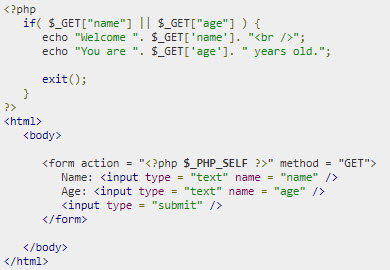 <?php
   if( $_GET["name"] || $_GET["age"] ) {
      echo "Welcome ". $_GET['name']. "<br />";
      echo "You are ". $_GET['age']. " years old.";

      exit();
   }
?>
<html>
   <body>

      <form action = "<?php $_PHP_SELF ?>" method = "GET">
         Name: <input type = "text" name = "name" />
         Age: <input type = "text" name = "age" />
         <input type = "submit" />
      </form>

   </body>
</html>